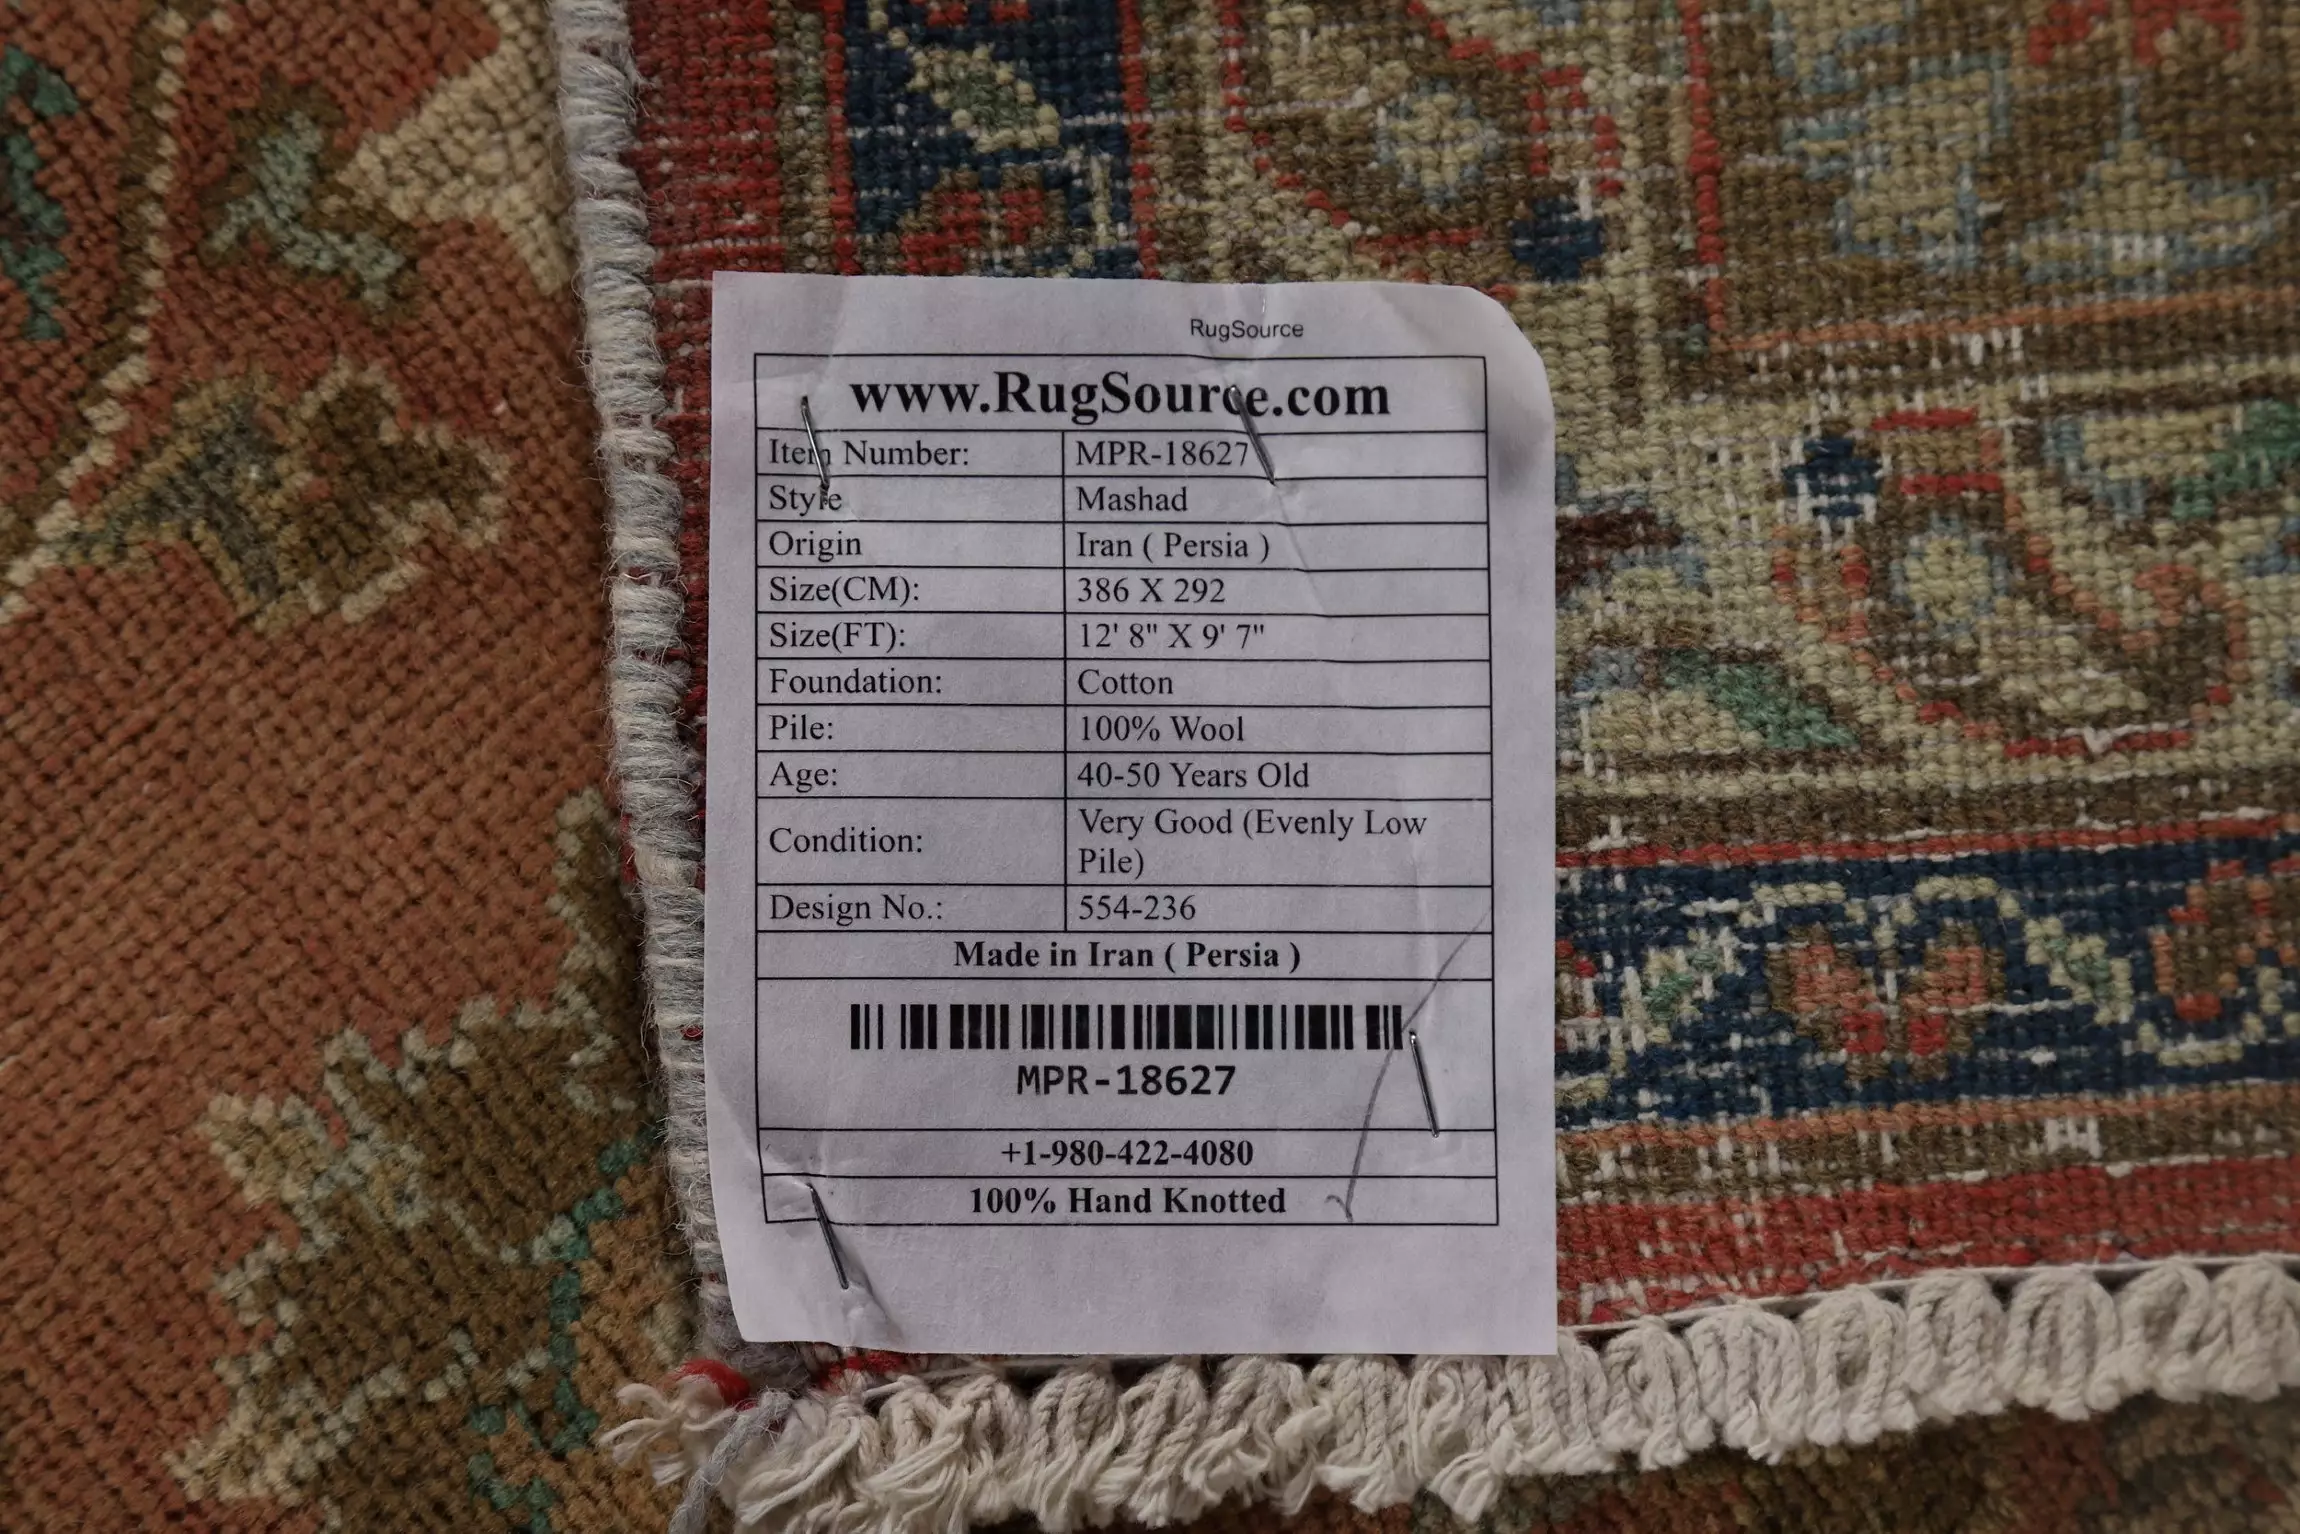 RugSource
www.RugSource.com
Item Number: MPR-18627
Style Mashad
Origin Iran ( Persia )
Size(CM): 386 X 292
Size(FT): 12' 8" X 9' 7"
Foundation: Cotton
Pile: 100% Wool
Age: 40-50 Years Old
Condition: Very Good (Evenly Low
Pile)
Design No.: 554-236
Made in Iran ( Persia )
MPR-18627
+1-980-422-4080
100% Hand Knotted